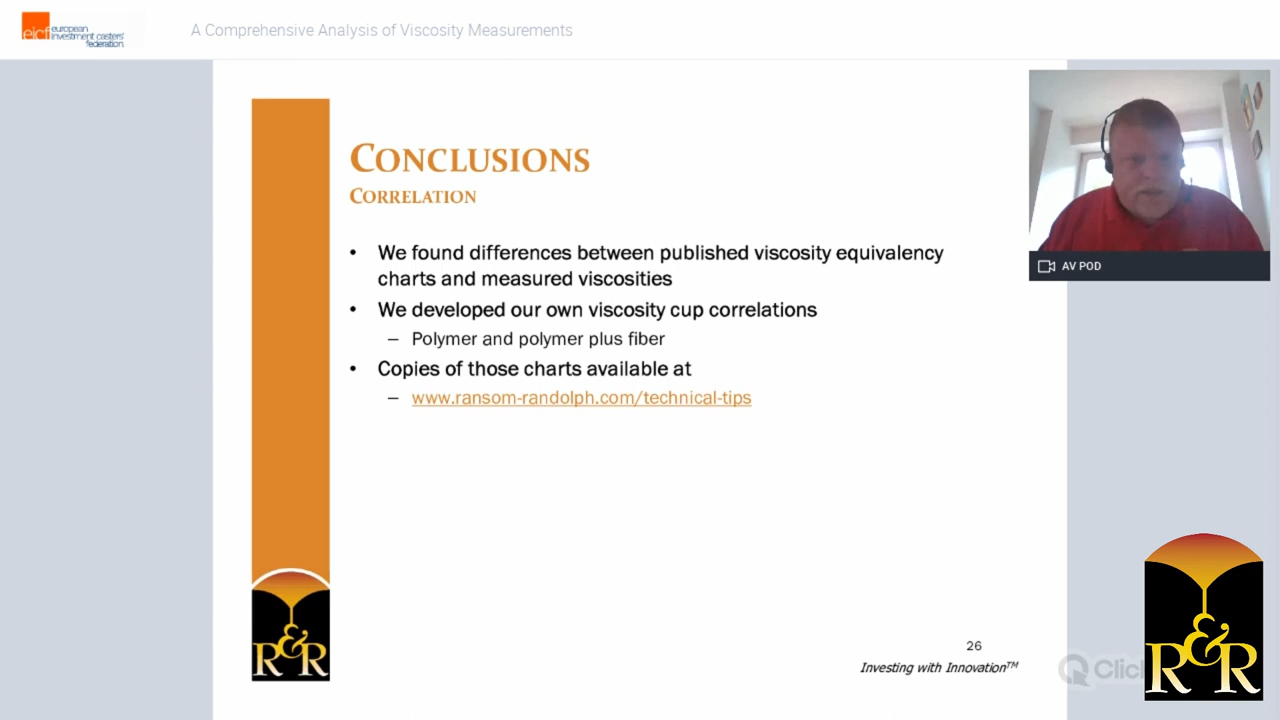 eicf european
investment casters'
federation.
A Comprehensive Analysis of Viscosity Measurements
CONCLUSIONS
CORRELATION
• We found differences between published viscosity equivalency
charts and measured viscosities
• We developed our own viscosity cup correlations
– Polymer and polymer plus fiber
• Copies of those charts available at
– www.ransom-randolph.com/technical-tips
AV POD
R&R
26
Investing with Innovation™
Click
R&R